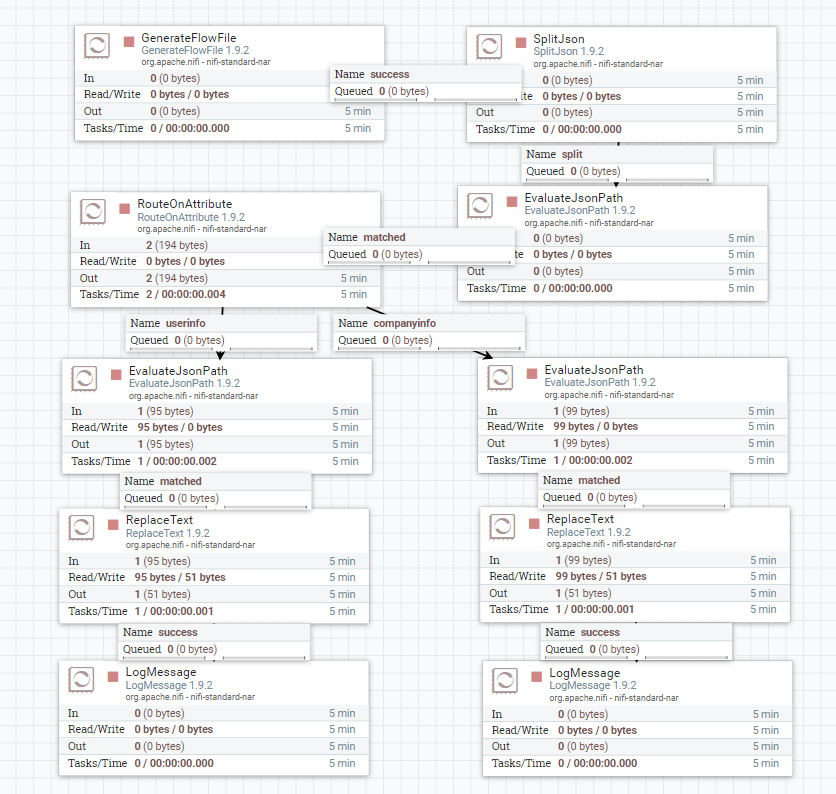 GenerateFlowFile
GenerateFlowFile 1.9.2
org.apache.nifi - nifi-standard-nar
In 0 (0 bytes)
Read/Write 0 bytes / 0 bytes
Out 0 (0 bytes) 5 min
Tasks/Time 0 / 00:00:00.000 5 min
Name success
Queued 0 (0 bytes)
SplitJson
SplitJson 1.9.2
org.apache.nifi - nifi-standard-nar
0 (0 bytes) 5 min
ite 0 bytes / 0 bytes 5 min
Out 0 (0 bytes) 5 min
Tasks/Time 0 / 00:00:00.000 5 min
Name split
Queued 0 (0 bytes)
RouteOnAttribute
RouteOnAttribute 1.9.2
org.apache.nifi - nifi-standard-nar
In 2 (194 bytes)
Read/Write 0 bytes / 0 bytes
Out 2 (194 bytes) 5 min
Tasks/Time 2 / 00:00:00.004 5 min
Name matched
Queued 0 (0 bytes)
EvaluateJsonPath
EvaluateJsonPath 1.9.2
org.apache.nifi - nifi-standard-nar
0 (0 bytes) 5 min
te 0 bytes / 0 bytes 5 min
Out 0 (0 bytes) 5 min
Tasks/Time 0 / 00:00:00.000 5 min
Name userinfo
Queued 0 (0 bytes)
Name companyinfo
Queued 0 (0 bytes)
EvaluateJsonPath
EvaluateJsonPath 1.9.2
org.apache.nifi - nifi-standard-nar
In 1 (95 bytes) 5 min
Read/Write 95 bytes / 0 bytes 5 min
Out 1 (95 bytes) 5 min
Tasks/Time 1 / 00:00:00.002 5 min
EvaluateJsonPath
EvaluateJsonPath 1.9.2
org.apache.nifi - nifi-standard-nar
In 1 (99 bytes) 5 min
Read/Write 99 bytes / 0 bytes 5 min
Out 1 (99 bytes) 5 min
Tasks/Time 1 / 00:00:00.002 5 min
Name matched
Queued 0 (0 bytes)
Name matched
Queued 0 (0 bytes)
ReplaceText
ReplaceText 1.9.2
org.apache.nifi - nifi-standard-nar
In 1 (95 bytes) 5 min
Read/Write 95 bytes / 51 bytes 5 min
Out 1 (51 bytes) 5 min
Tasks/Time 1 / 00:00:00.001 5 min
ReplaceText
ReplaceText 1.9.2
org.apache.nifi - nifi-standard-nar
In 1 (99 bytes) 5 min
Read/Write 99 bytes / 51 bytes 5 min
Out 1 (51 bytes) 5 min
Tasks/Time 1 / 00:00:00.001 5 min
Name success
Queued 0 (0 bytes)
Name success
Queued 0 (0 bytes)
LogMessage
LogMessage 1.9.2
org.apache.nifi - nifi-standard-nar
In 0 (0 bytes) 5 min
Read/Write 0 bytes / 0 bytes 5 min
Out 0 (0 bytes) 5 min
Tasks/Time 0 / 00:00:00.000 5 min
LogMessage
LogMessage 1.9.2
org.apache.nifi - nifi-standard-nar
In 0 (0 bytes) 5 min
Read/Write 0 bytes / 0 bytes 5 min
Out 0 (0 bytes) 5 min
Tasks/Time 0 / 00:00:00.000 5 min